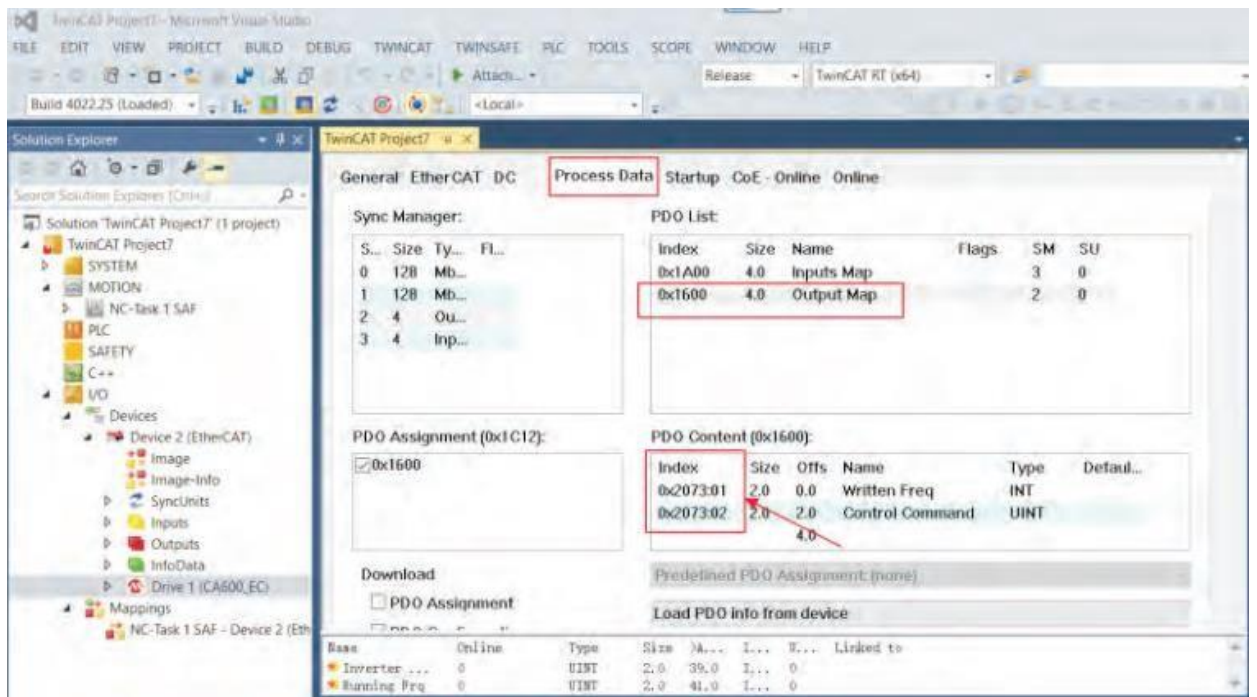 TwinCAT Project7 - Microsoft Visual Studio
FILE EDIT VIEW PROJECT BUILD DEBUG TWINCAT TWINSAFE PLC TOOLS SCOPE WINDOW HELP
Attach... Release TwinCAT RT (x64)
Build 4022.25 (Loaded) <Local>
Solution Explorer
TwinCAT Project7
Search Solution Explorer
General EtherCAT DC Process Data Startup CoE - Online Online
Solution 'TwinCAT Project7' (1 project)
TwinCAT Project7
SYSTEM
MOTION
NC-Task 1 SAF
PLC
SAFETY
C++
I/O
Devices
Device 2 (EtherCAT)
Image
Image-Info
SyncUnits
Inputs
Outputs
InfoData
Drive 1 (CA600_EC)
Mappings
NC-Task 1 SAF - Device 2 (Eth
Sync Manager:
S... Size Ty... Fl...
0 128 Mb...
1 128 Mb...
2 4 Ou...
3 4 Inp...
PDO List:
Index Size Name Flags SM SU
0x1A00 4.0 Inputs Map 3 0
0x1600 4.0 Output Map 2 0
PDO Assignment (0x1C12):
0x1600
PDO Content (0x1600):
Index Size Offs Name Type Defaul...
0x2073:01 2.0 0.0 Written Freq INT
0x2073:02 2.0 2.0 Control Command UINT
4.0
Download
PDO Assignment
Predefined PDO Assignment: (none)
Load PDO info from device
Name Online Type Size >A... I... U... Linked to
Inverter ... 0 UINT 2.0 39.0 I... 0
Running Frq 0 UINT 2.0 41.0 I... 0